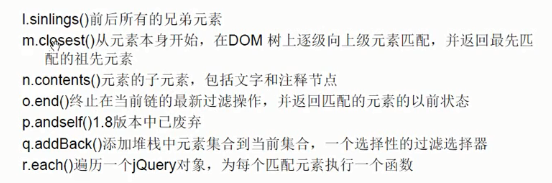 l.sinlings()前后所有的兄弟元素
m.closest()从元素本身开始，在DOM 树上逐级向上级元素匹配，并返回最先匹
配的祖先元素
n.contents()元素的子元素，包括文字和注释节点
o.end()终止在当前链的最新过滤操作，并返回匹配的元素的以前状态
p.andself()1.8版本中已废弃
q.addBack()添加堆栈中元素集合到当前集合，一个选择性的过滤选择器
r.each()遍历一个jQuery对象，为每个匹配元素执行一个函数